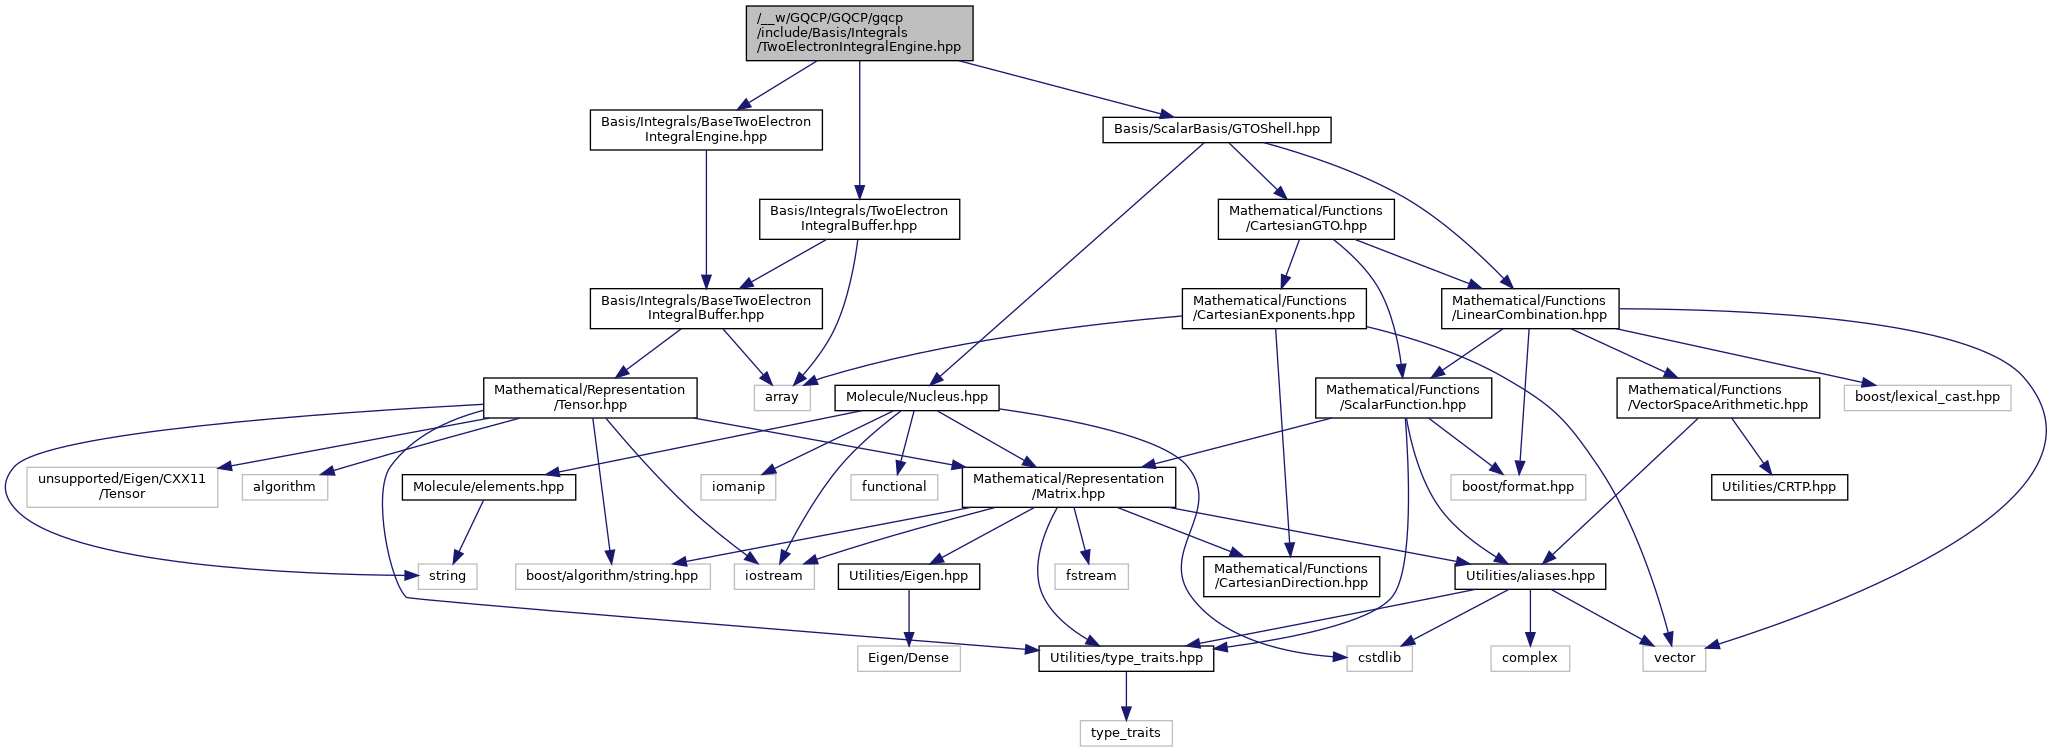 /__w/GQCP/GQCP/gqcp
/include/Basis/Integrals
/TwoElectronIntegralEngine.hpp
Basis/Integrals/BaseTwoElectron
IntegralEngine.hpp
Basis/ScalarBasis/GTOShell.hpp
Basis/Integrals/TwoElectron
IntegralBuffer.hpp
Mathematical/Functions
/CartesianGTO.hpp
Basis/Integrals/BaseTwoElectron
IntegralBuffer.hpp
Mathematical/Functions
/CartesianExponents.hpp
Mathematical/Functions
/LinearCombination.hpp
Mathematical/Representation
/Tensor.hpp
array
Molecule/Nucleus.hpp
Mathematical/Functions
/ScalarFunction.hpp
Mathematical/Functions
/VectorSpaceArithmetic.hpp
boost/lexical_cast.hpp
unsupported/Eigen/CXX11
/Tensor
algorithm
Molecule/elements.hpp
iomanip
functional
Mathematical/Representation
/Matrix.hpp
boost/format.hpp
Utilities/CRTP.hpp
string
boost/algorithm/string.hpp
iostream
Utilities/Eigen.hpp
fstream
Mathematical/Functions
/CartesianDirection.hpp
Utilities/aliases.hpp
Eigen/Dense
Utilities/type_traits.hpp
cstdlib
complex
vector
type_traits